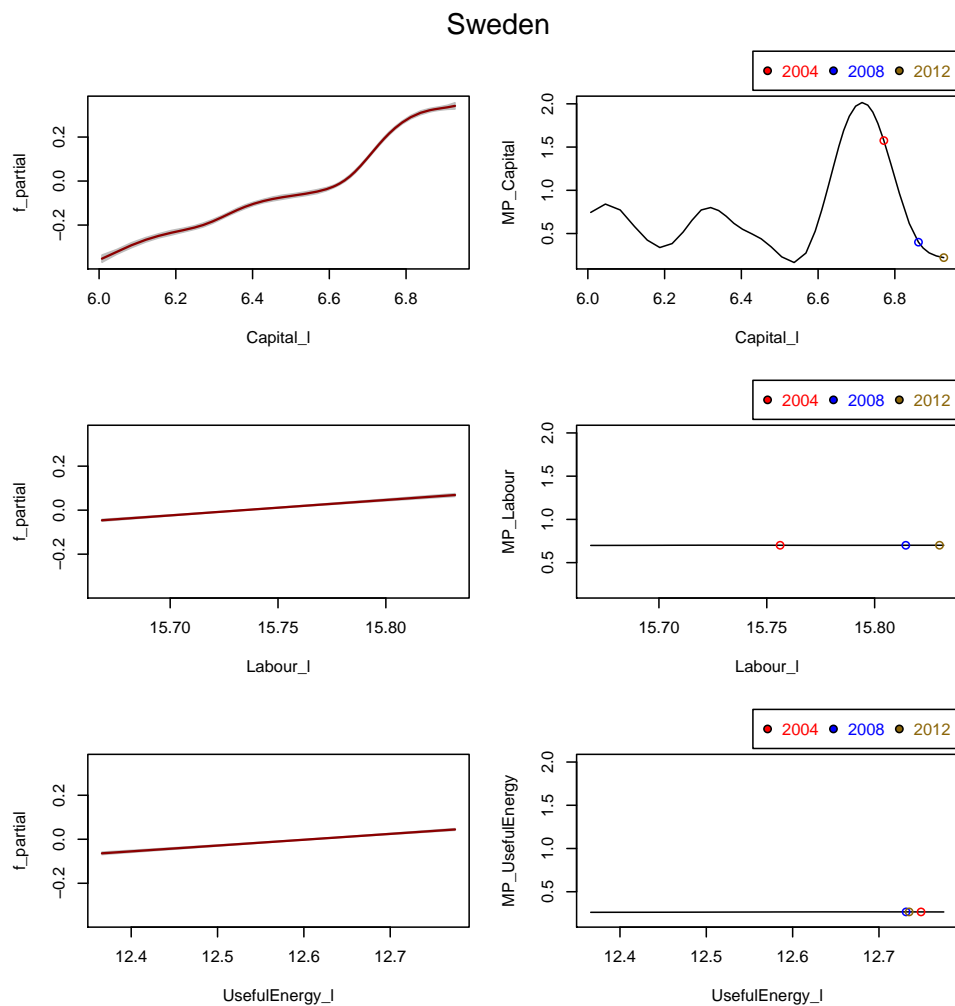 Sweden
2004 2008 2012
f_partial
0.2
0.0
−0.2
6.0 6.2 6.4 6.6 6.8
Capital_l
MP_Capital
2.0
1.5
1.0
0.5
6.0 6.2 6.4 6.6 6.8
Capital_l
2004 2008 2012
f_partial
0.2
0.0
−0.2
15.70 15.75 15.80
Labour_l
MP_Labour
2.0
1.5
1.0
0.5
15.70 15.76 15.80
Labour_l
2004 2008 2012
f_partial
0.2
0.0
−0.2
12.4 12.5 12.6 12.7
UsefulEnergy_l
MP_UsefulEnergy
2.0
1.5
1.0
0.5
12.4 12.5 12.6 12.7
UsefulEnergy_l